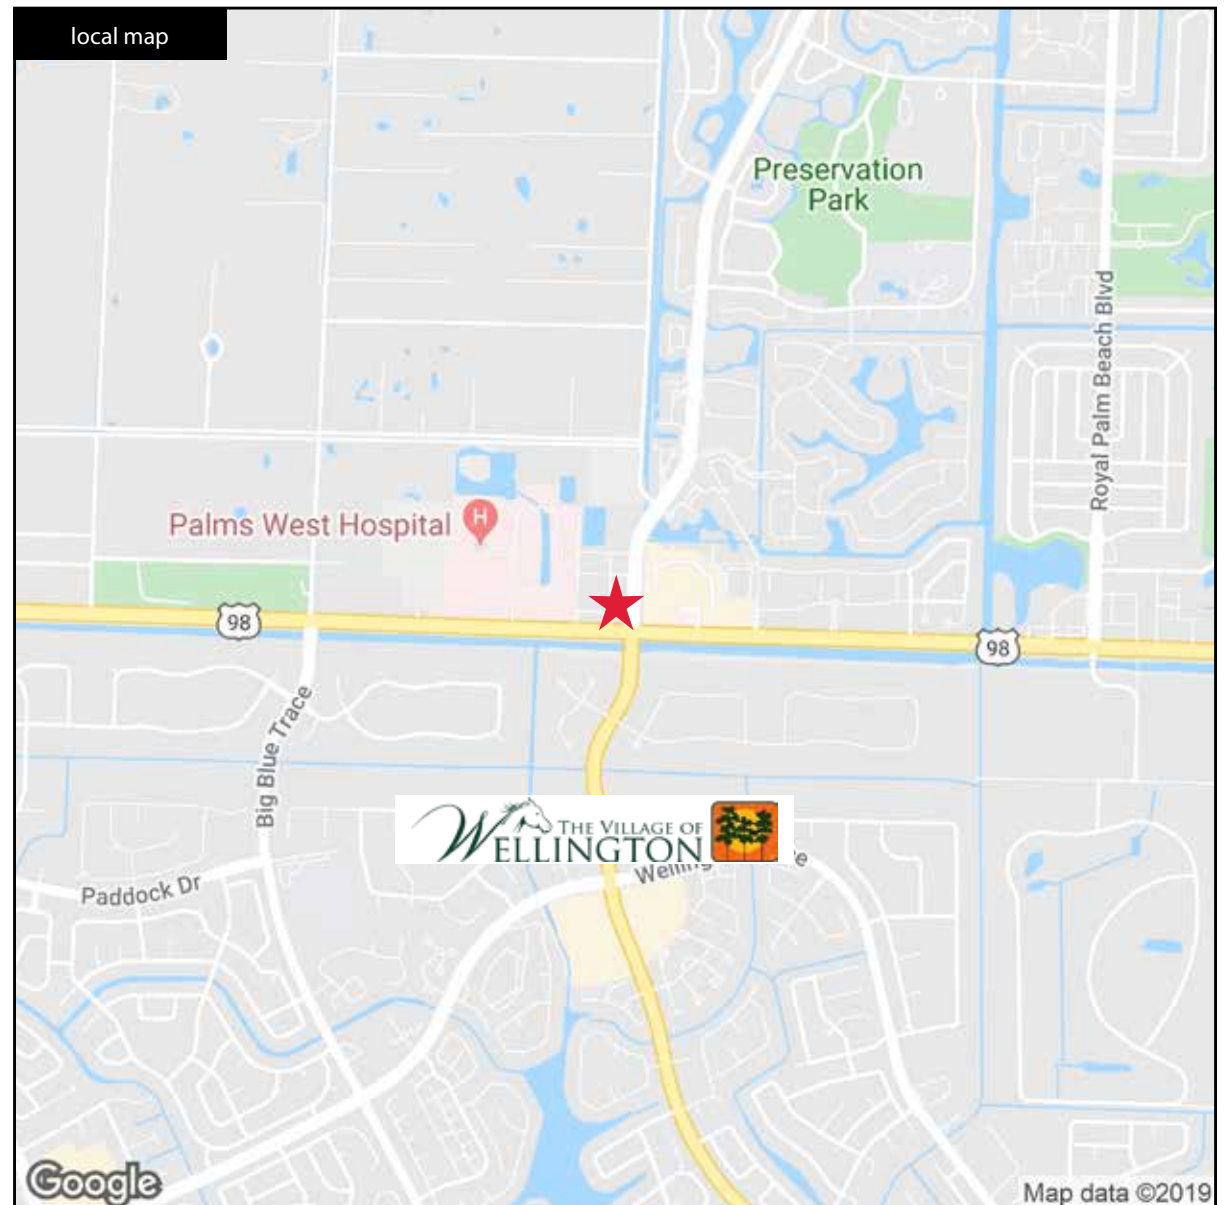 local map
Preservation
Park
Royal Palm Beach Blvd
Palms West Hospital
H
98
98
Big Blue Trace
THE VILLAGE OF
WELLINGTON
Paddock Dr
Google
Map data ©2019